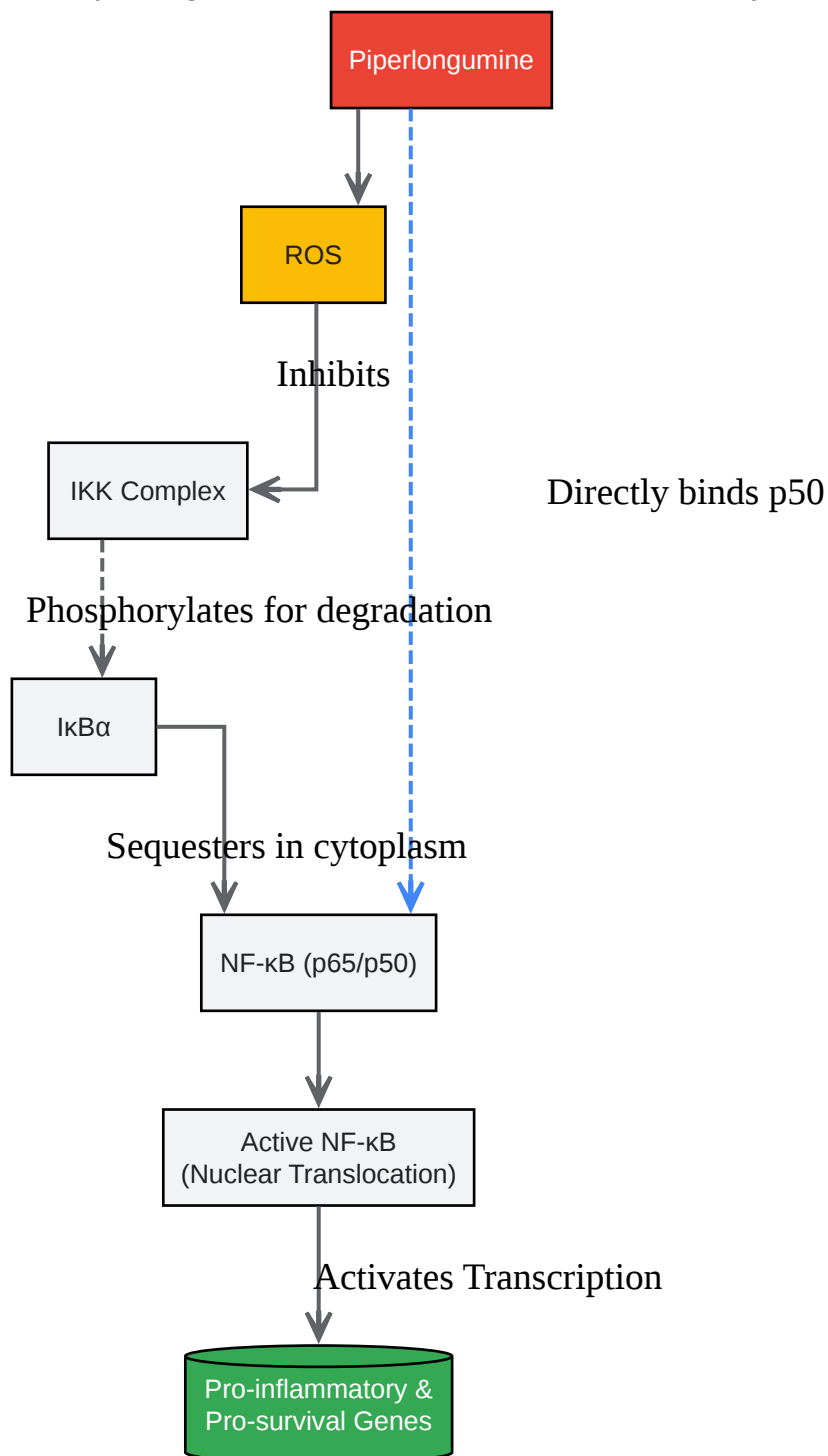 Piperlongumine
ROS
Inhibits
IKK Complex
Directly binds p50
Phosphorylates for degradation
IκBα
Sequesters in cytoplasm
NF-κB (p65/p50)
Active NF-κB
(Nuclear Translocation)
Activates Transcription
Pro-inflammatory &
Pro-survival Genes